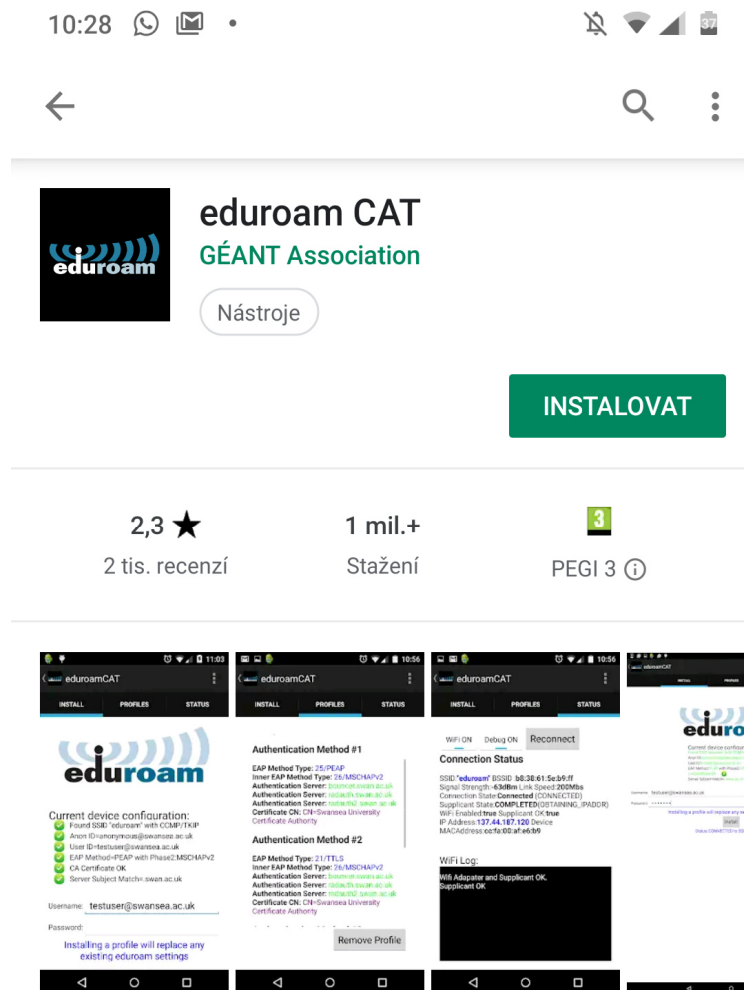 10:28
37
eduroam
eduroam CAT
GÉANT Association
Nástroje
INSTALOVAT
2,3 ★
2 tis. recenzí
1 mil.+
Stažení
3
PEGI 3
11:03
eduroamCAT
INSTALL PROFILES STATUS
eduroam
Current device configuration:
Found SSID "eduroam" with CCMP/TKIP
Anon ID=anonymous@swansea.ac.uk
User ID=testuser@swansea.ac.uk
EAP Method=PEAP with Phase2:MSCHAPv2
CA Certificate OK
Server Subject Match=.swan.ac.uk
Username: testuser@swansea.ac.uk
Password:
Installing a profile will replace any
existing eduroam settings
10:56
eduroamCAT
INSTALL PROFILES STATUS
Authentication Method #1
EAP Method Type: 25/PEAP
Inner EAP Method Type: 26/MSCHAPv2
Authentication Server:
Authentication Server:
Authentication Server:
Certificate CN: CN=Swansea University
Certificate Authority
Authentication Method #2
EAP Method Type: 21/TTLS
Inner EAP Method Type: 26/MSCHAPv2
Authentication Server:
Authentication Server:
Authentication Server:
Certificate CN: CN=Swansea University
Certificate Authority
Remove Profile
10:56
eduroamCAT
INSTALL PROFILES STATUS
WiFi ON Debug ON Reconnect
Connection Status
SSID:"eduroam" BSSID :b8:38:61:5e:b9:ff
Signal Strength:-63dBm Link Speed:200Mbs
Connection State:Connected (CONNECTED)
Supplicant State:COMPLETED(OBTAINING_IPADDR)
WiFi Enabled:true Supplicant OK:true
IP Address:137.44.187.120 Device
MACAddress:cc:fa:00:af:e6:b9
WiFi Log:
Wifi Adapater and Supplicant OK.
Supplicant OK
eduroamCAT
INSTALL PROFILES
eduro
Current device configur